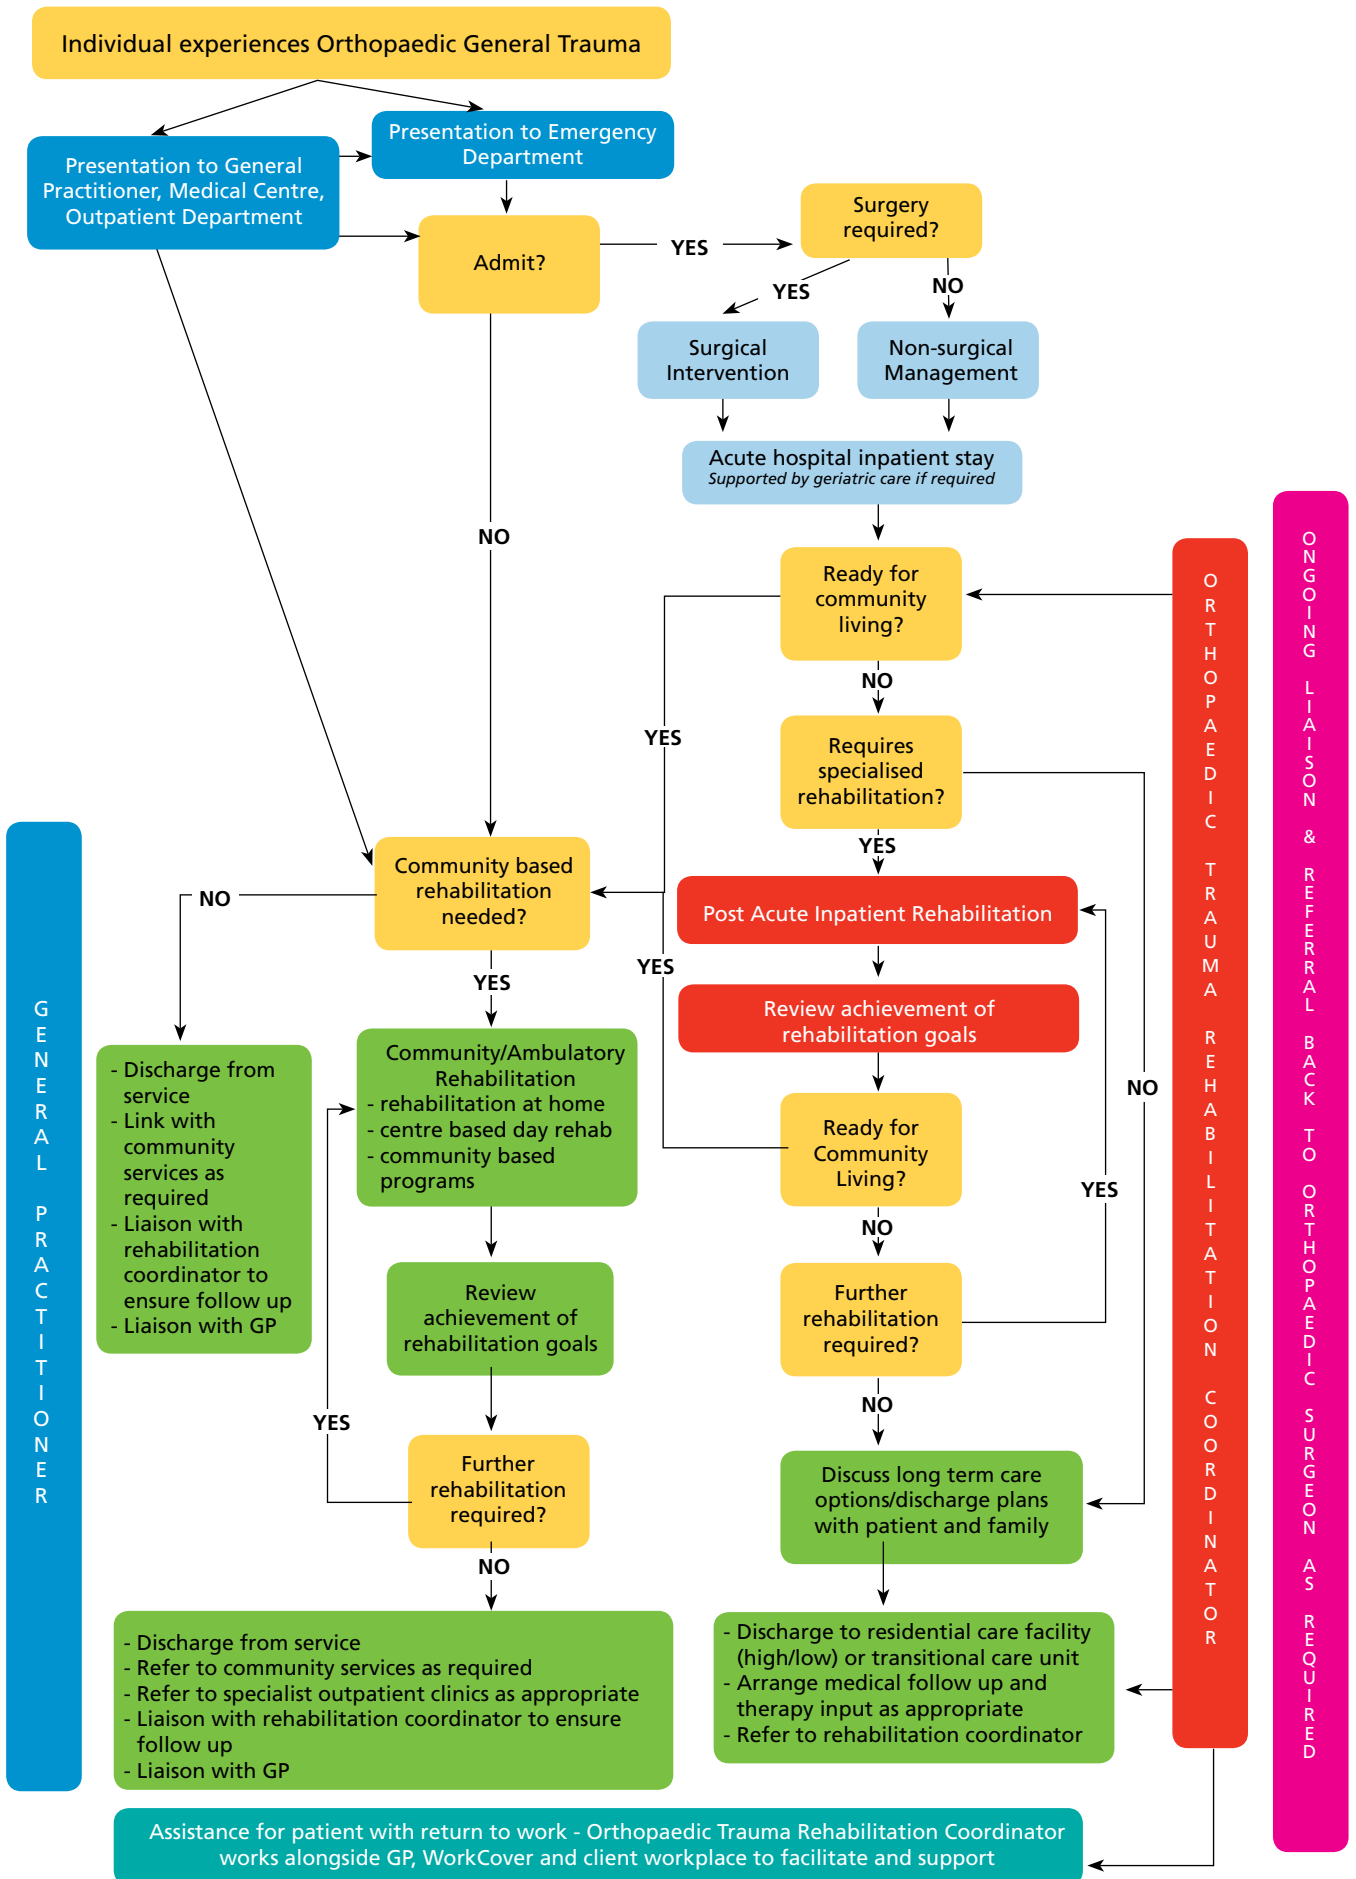 Individual experiences Orthopaedic General Trauma
Presentation to Emergency
Department
Presentation to General
Practitioner, Medical Centre,
Outpatient Department
Surgery
required?
Admit?
YES
YES
NO
Surgical
Intervention
Non-surgical
Management
Acute hospital inpatient stay
Supported by geriatric care if required
NO
Ready for
community
living?
NO
YES
Requires
specialised
rehabilitation?
YES
Community based
rehabilitation
needed?
NO
YES
Post Acute Inpatient Rehabilitation
YES
Review achievement of
rehabilitation goals
- Discharge from
service
- Link with
community
services as
required
- Liaison with
rehabilitation
coordinator to
ensure follow up
- Liaison with GP
Community/Ambulatory
Rehabilitation
- rehabilitation at home
- centre based day rehab
- community based
programs
Ready for
Community
Living?
NO
NO
YES
Review
achievement of
rehabilitation goals
Further
rehabilitation
required?
NO
YES
Further
rehabilitation
required?
NO
Discuss long term care
options/discharge plans
with patient and family
- Discharge from service
- Refer to community services as required
- Refer to specialist outpatient clinics as appropriate
- Liaison with rehabilitation coordinator to ensure
follow up
- Liaison with GP
- Discharge to residential care facility
(high/low) or transitional care unit
- Arrange medical follow up and
therapy input as appropriate
- Refer to rehabilitation coordinator
Assistance for patient with return to work - Orthopaedic Trauma Rehabilitation Coordinator
works alongside GP, WorkCover and client workplace to facilitate and support
GENERAL PRACTITIONER
ORTHOPAEDIC TRAUMA REHABILITATION COORDINATOR
ONGOING LIAISON & REFERRAL BACK TO ORTHOPAEDIC SURGEON AS REQUIRED